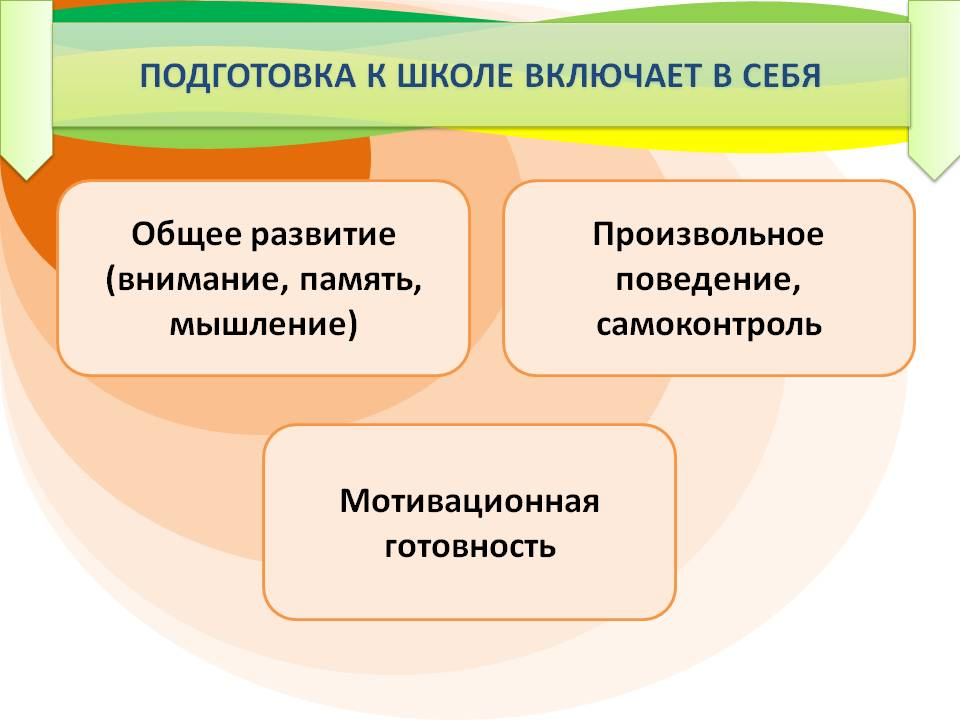 ПОДГОТОВКА К ШКОЛЕ ВКЛЮЧАЕТ В СЕБЯ
Общее развитие
(внимание, память,
мышление)
Произвольное
поведение,
самоконтроль
Мотивационная
готовность